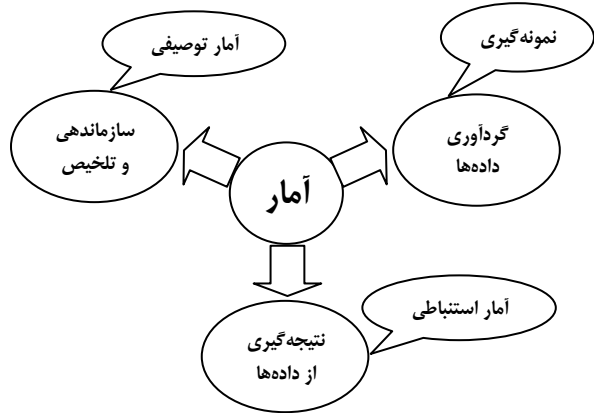 نمونه‌گیری
گردآوری
داده‌ها
آمار توصیفی
سازماندهی
و تلخیص
آمار
آمار استنباطی
نتیجه‌گیری
از داده‌ها